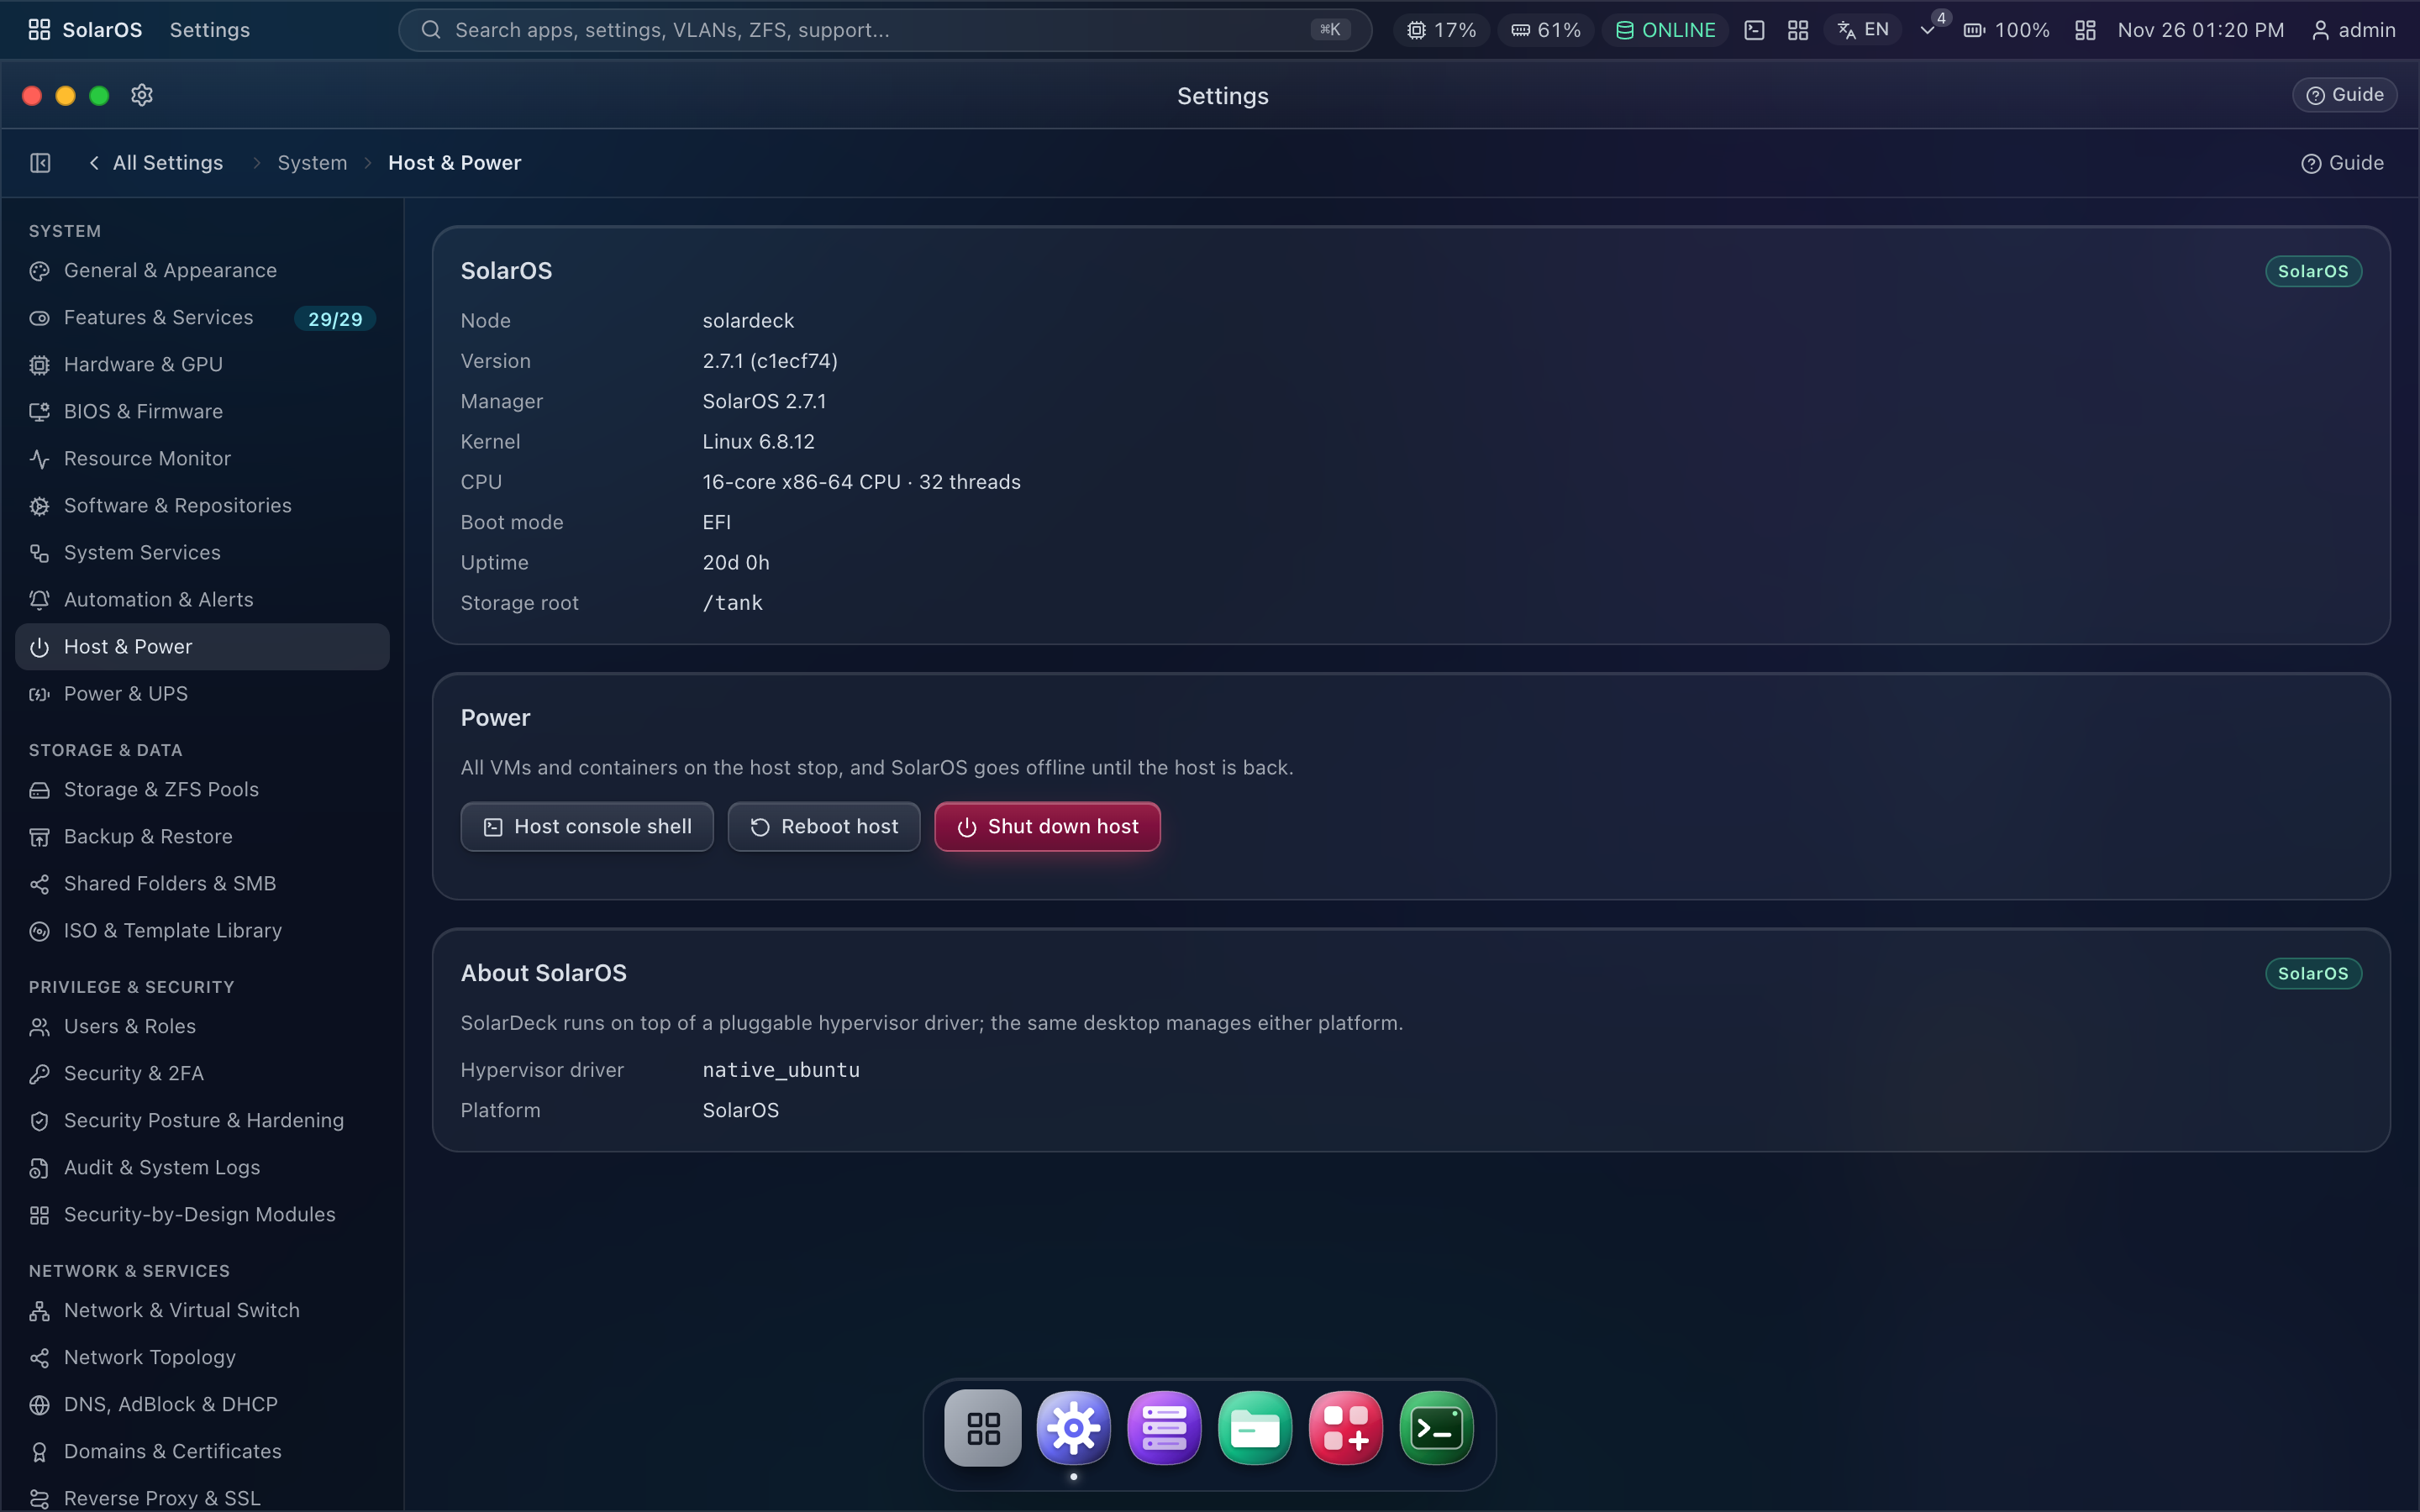 SolarOS Settings Search apps, settings, VLANs, ZFS, support... ⌘K 17% 61% ONLINE EN 4 100% Nov 26 01:20 PM admin
Settings Guide
All Settings System Host & Power Guide
SYSTEM
General & Appearance
Features & Services 29/29
Hardware & GPU
BIOS & Firmware
Resource Monitor
Software & Repositories
System Services
Automation & Alerts
Host & Power
Power & UPS
STORAGE & DATA
Storage & ZFS Pools
Backup & Restore
Shared Folders & SMB
ISO & Template Library
PRIVILEGE & SECURITY
Users & Roles
Security & 2FA
Security Posture & Hardening
Audit & System Logs
Security-by-Design Modules
NETWORK & SERVICES
Network & Virtual Switch
Network Topology
DNS, AdBlock & DHCP
Domains & Certificates
Reverse Proxy & SSL
SolarOS SolarOS
Node solardeck
Version 2.7.1 (c1ecf74)
Manager SolarOS 2.7.1
Kernel Linux 6.8.12
CPU 16-core x86-64 CPU · 32 threads
Boot mode EFI
Uptime 20d 0h
Storage root /tank
Power
All VMs and containers on the host stop, and SolarOS goes offline until the host is back.
Host console shell Reboot host Shut down host
About SolarOS SolarOS
SolarDeck runs on top of a pluggable hypervisor driver; the same desktop manages either platform.
Hypervisor driver native_ubuntu
Platform SolarOS